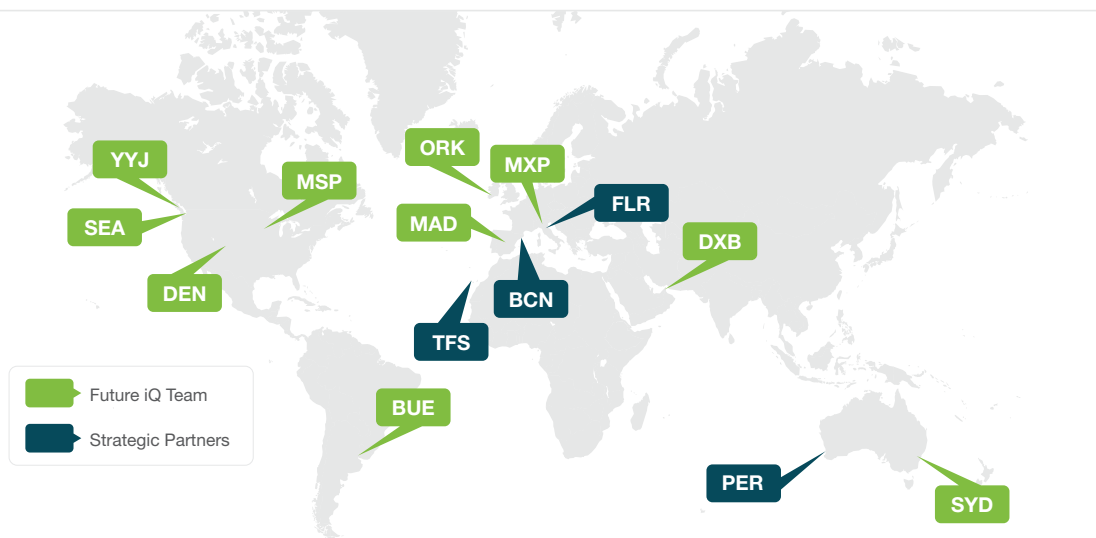 YYJ
ORK
MXP
MSP
FLR
SEA
MAD
DXB
DEN
BCN
TFS
Future iQ Team
BUE
Strategic Partners
PER
SYD